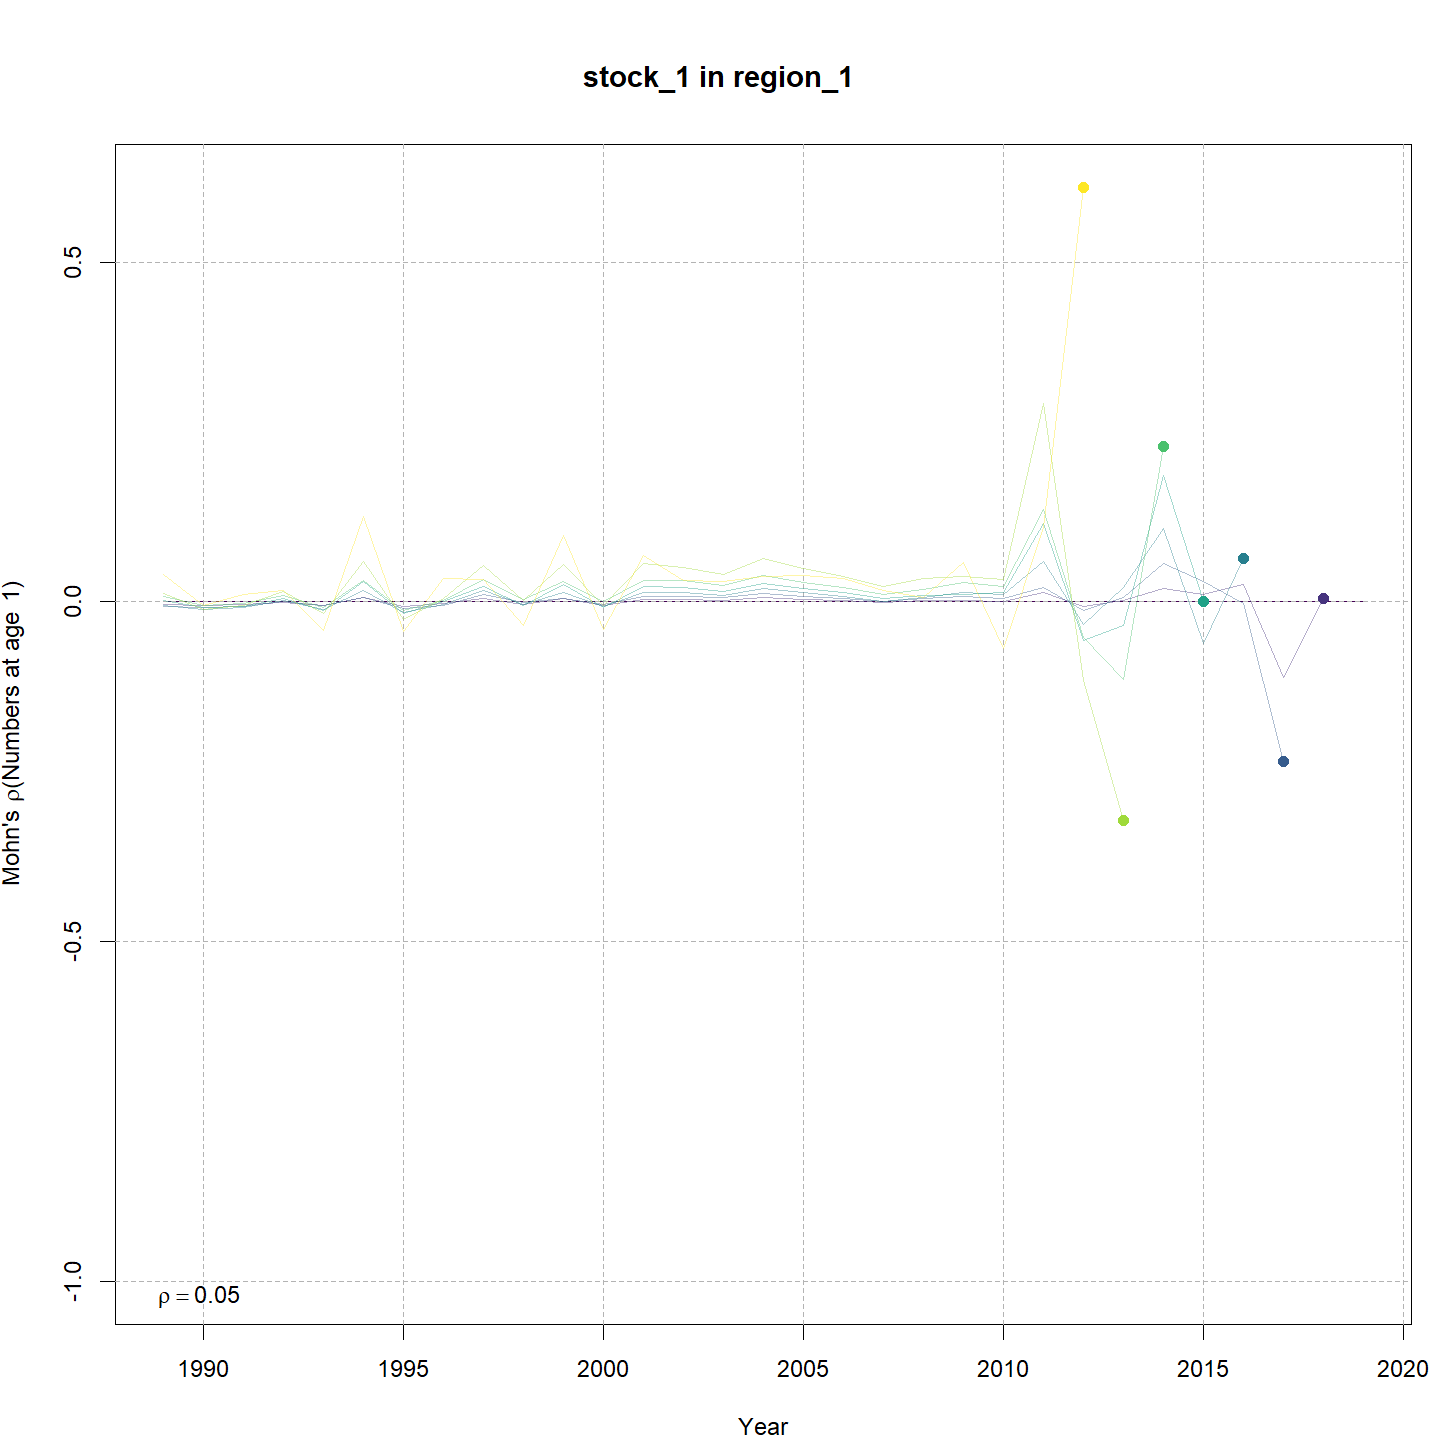 stock_1 in region_1
Mohn's ρ(Numbers at age 1)
0.5
0.0
-0.5
-1.0
ρ = 0.05
1990 1995 2000 2005 2010 2015 2020
Year